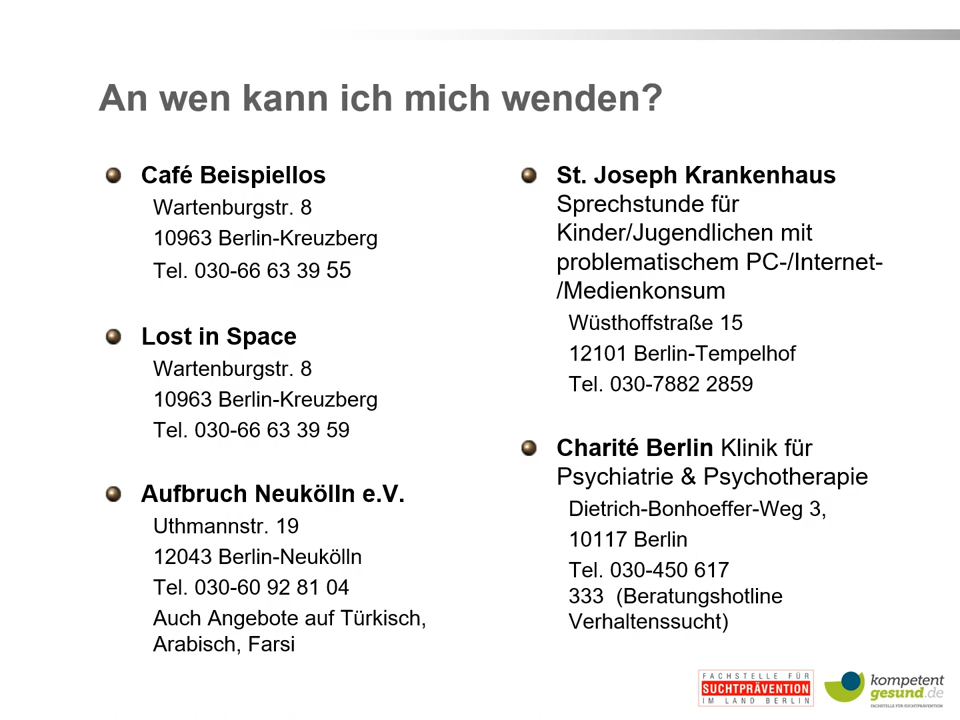 An wen kann ich mich wenden?
Café Beispiellos
Wartenburgstr. 8
10963 Berlin-Kreuzberg
Tel. 030-66 63 39 55
Lost in Space
Wartenburgstr. 8
10963 Berlin-Kreuzberg
Tel. 030-66 63 39 59
Aufbruch Neukölln e.V.
Uthmannstr. 19
12043 Berlin-Neukölln
Tel. 030-60 92 81 04
Auch Angebote auf Türkisch,
Arabisch, Farsi
St. Joseph Krankenhaus
Sprechstunde für
Kinder/Jugendlichen mit
problematischem PC-/Internet-
/Medienkonsum
Wüsthoffstraße 15
12101 Berlin-Tempelhof
Tel. 030-7882 2859
Charité Berlin Klinik für
Psychiatrie & Psychotherapie
Dietrich-Bonhoeffer-Weg 3,
10117 Berlin
Tel. 030-450 617
333 (Beratungshotline
Verhaltenssucht)
FACHSTELLE FÜR
SUCHTPRÄVENTION
IM LAND BERLIN
kompetent
gesund.de
FACHSTELLE FÜR SUCHTPRÄVENTION